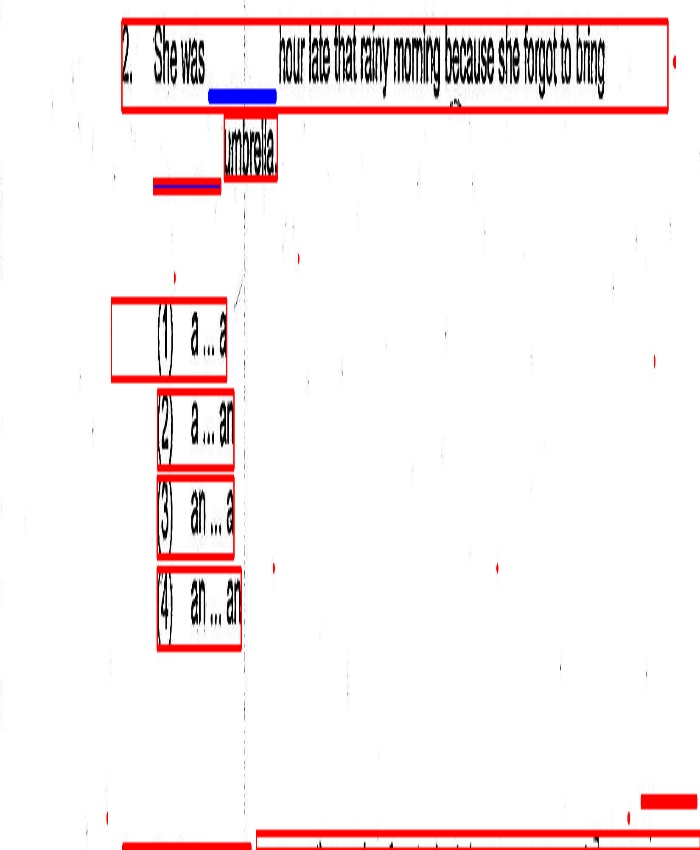 2. She was ______ hour late that rainy morning because she forgot to bring
______ umbrella.
(1) a ... a
(2) a ... an
(3) an ... a
(4) an ... an